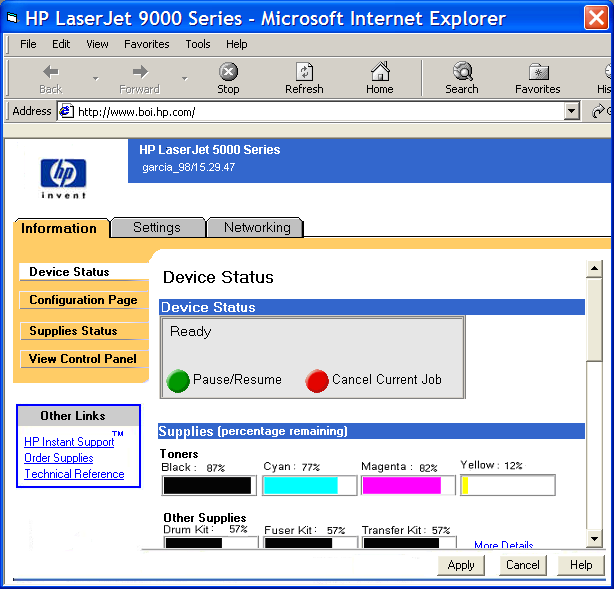 HP LaserJet 9000 Series - Microsoft Internet Explorer
File Edit View Favorites Tools Help
Back Forward Stop Refresh Home Search Favorites
Address http://www.boi.hp.com/
hp
invent
HP LaserJet 5000 Series
garcia_98/15.29.47
Information Settings Networking
Device Status
Configuration Page
Supplies Status
View Control Panel
Other Links
HP Instant Support™
Order Supplies
Technical Reference
Device Status
Device Status
Ready
Pause/Resume Cancel Current Job
Supplies (percentage remaining)
Toners
Black : 87% Cyan : 77% Magenta : 82% Yellow : 12%
Other Supplies
Drum Kit : 57% Fuser Kit : 57% Transfer Kit : 57%
More Details
Apply Cancel Help